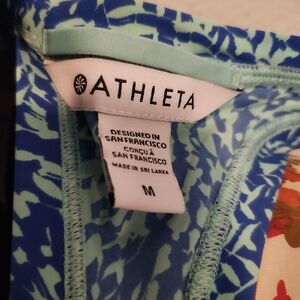 ATHLETA
DESIGNED IN
SAN FRANCISCO
CONÇU À
SAN FRANCISCO
MADE IN SRI LANKA
M